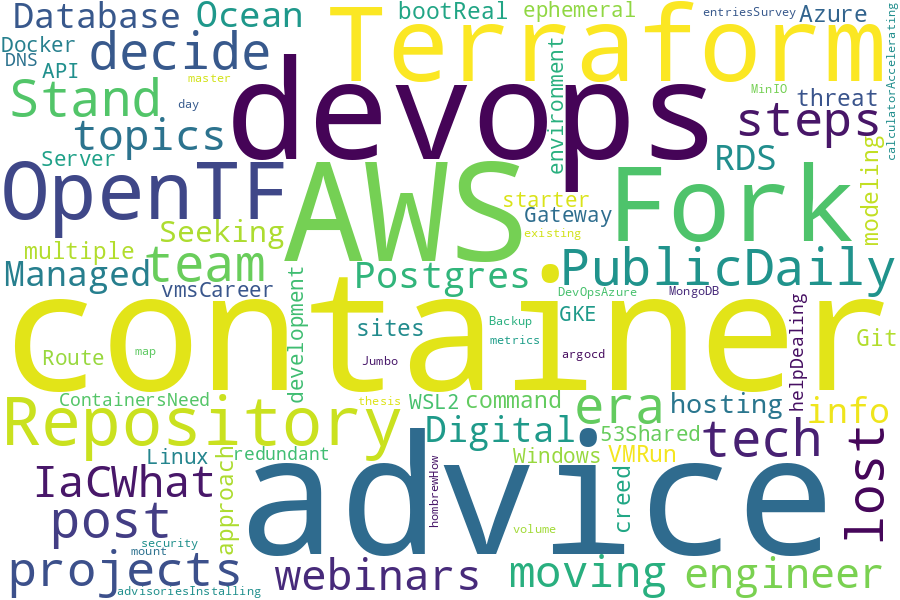 Database
Ocean
Terraform
bootReal
ephemeral
entriesSurvey
Azure
calculatorAccelerating
Docker
decide
DNS
API
master
devops
environment
MinIO
threat
Stand
day
steps
topics
Server
RDS
modeling
OpenTF
AWS
Fork
starter
Gateway
Seeking
existing
multiple
team
PublicDaily
Managed
vmsCareer
Postgres
development
DevOpsAzure
MongoDB
container
sites
Backup
GKE
helpDealing
metrics
Git
Route
map
Jumbo
argocd
ContainersNeed
thesis
WSL2
command
era
hosting
info
Repository
Digital
53Shared
tech
lost
Linux
redundant
approach
Windows
VMRun
IaCWhat
hombrewHow
advice
creed
post
volume
security
mount
projects
webinars
moving
engineer
advisoriesInstalling